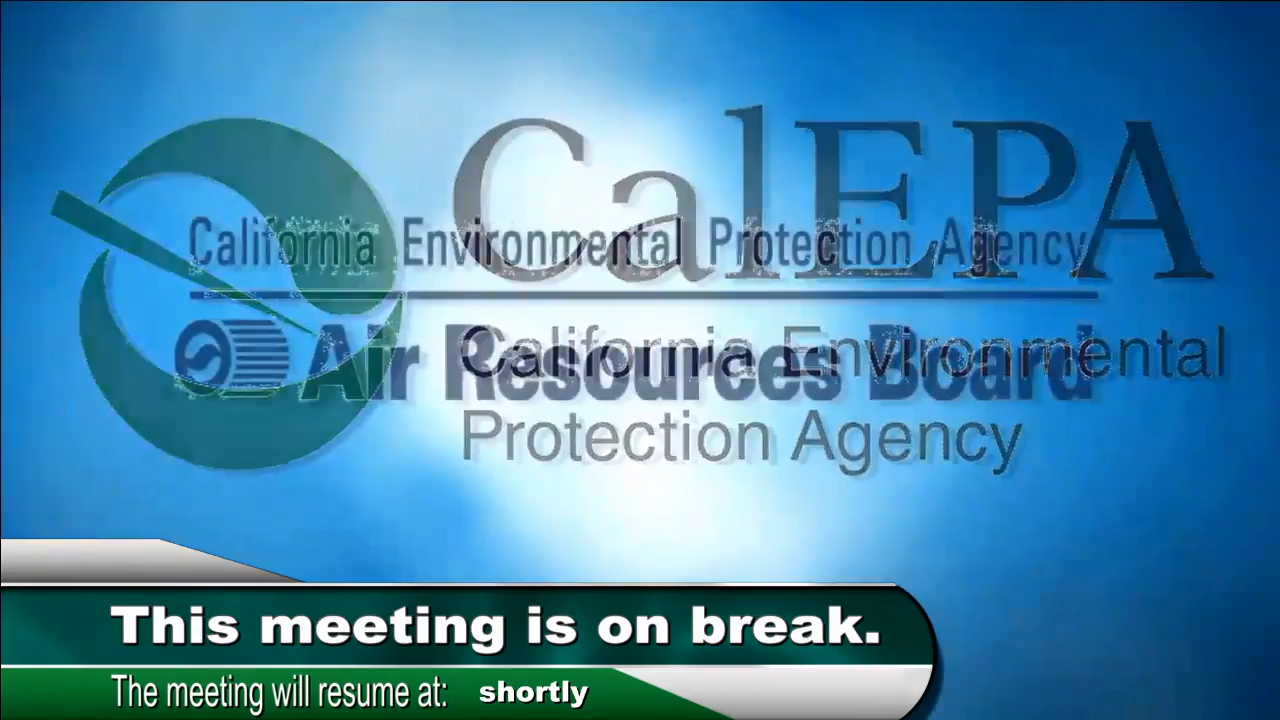 CalEPA
California Environmental Protection Agency
Air Resources Board
California Environmental
Protection Agency
This meeting is on break.
The meeting will resume at: shortly